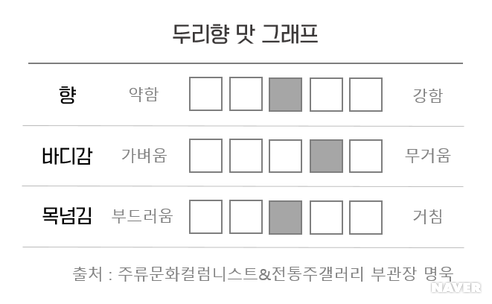 두리향 맛 그래프
향 약함 강함
바디감 가벼움 무거움
목넘김 부드러움 거침
출처 : 주류문화컬럼니스트&전통주갤러리 부관장 명욱
NAVER